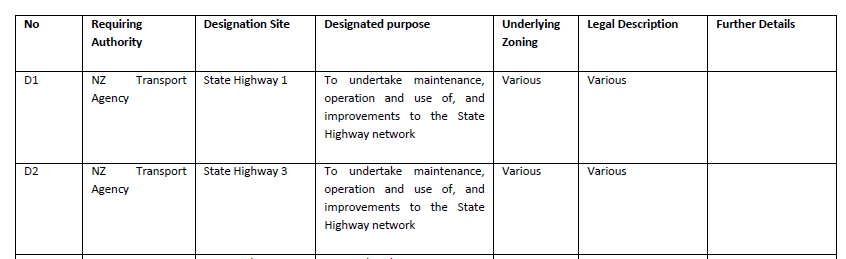 No Requiring Authority Designation Site Designated purpose Underlying Zoning Legal Description Further Details
D1 NZ Transport Agency State Highway 1 To undertake maintenance, operation and use of, and improvements to the State Highway network Various Various
D2 NZ Transport Agency State Highway 3 To undertake maintenance, operation and use of, and improvements to the State Highway network Various Various